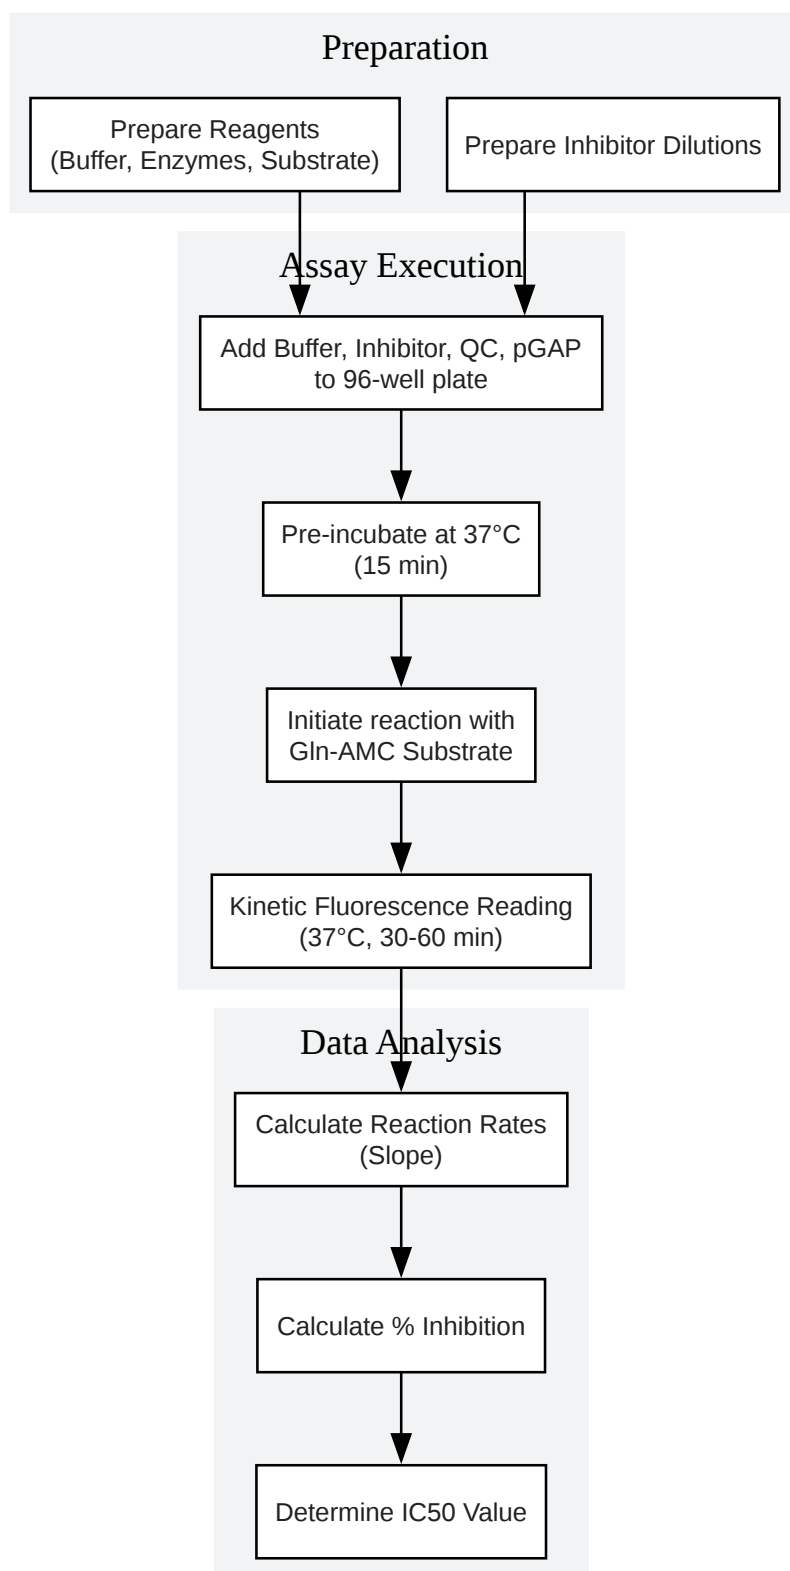 Preparation
Prepare Reagents
(Buffer, Enzymes, Substrate)
Prepare Inhibitor Dilutions
Assay Execution
Add Buffer, Inhibitor, QC, pGAP
to 96-well plate
Pre-incubate at 37°C
(15 min)
Initiate reaction with
Gln-AMC Substrate
Kinetic Fluorescence Reading
(37°C, 30-60 min)
Data Analysis
Calculate Reaction Rates
(Slope)
Calculate % Inhibition
Determine IC50 Value